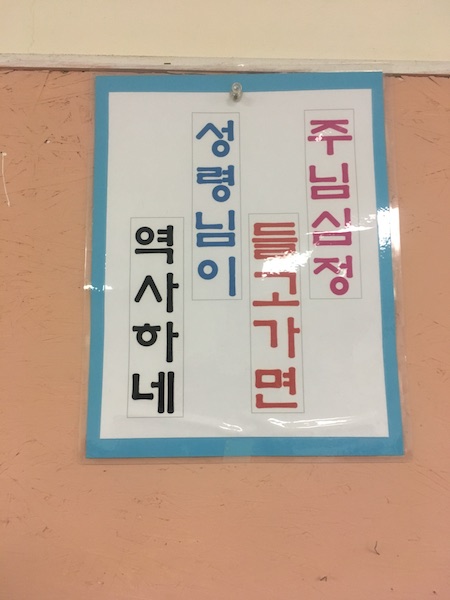 주님심정
들고가면
성령님이
역사하네